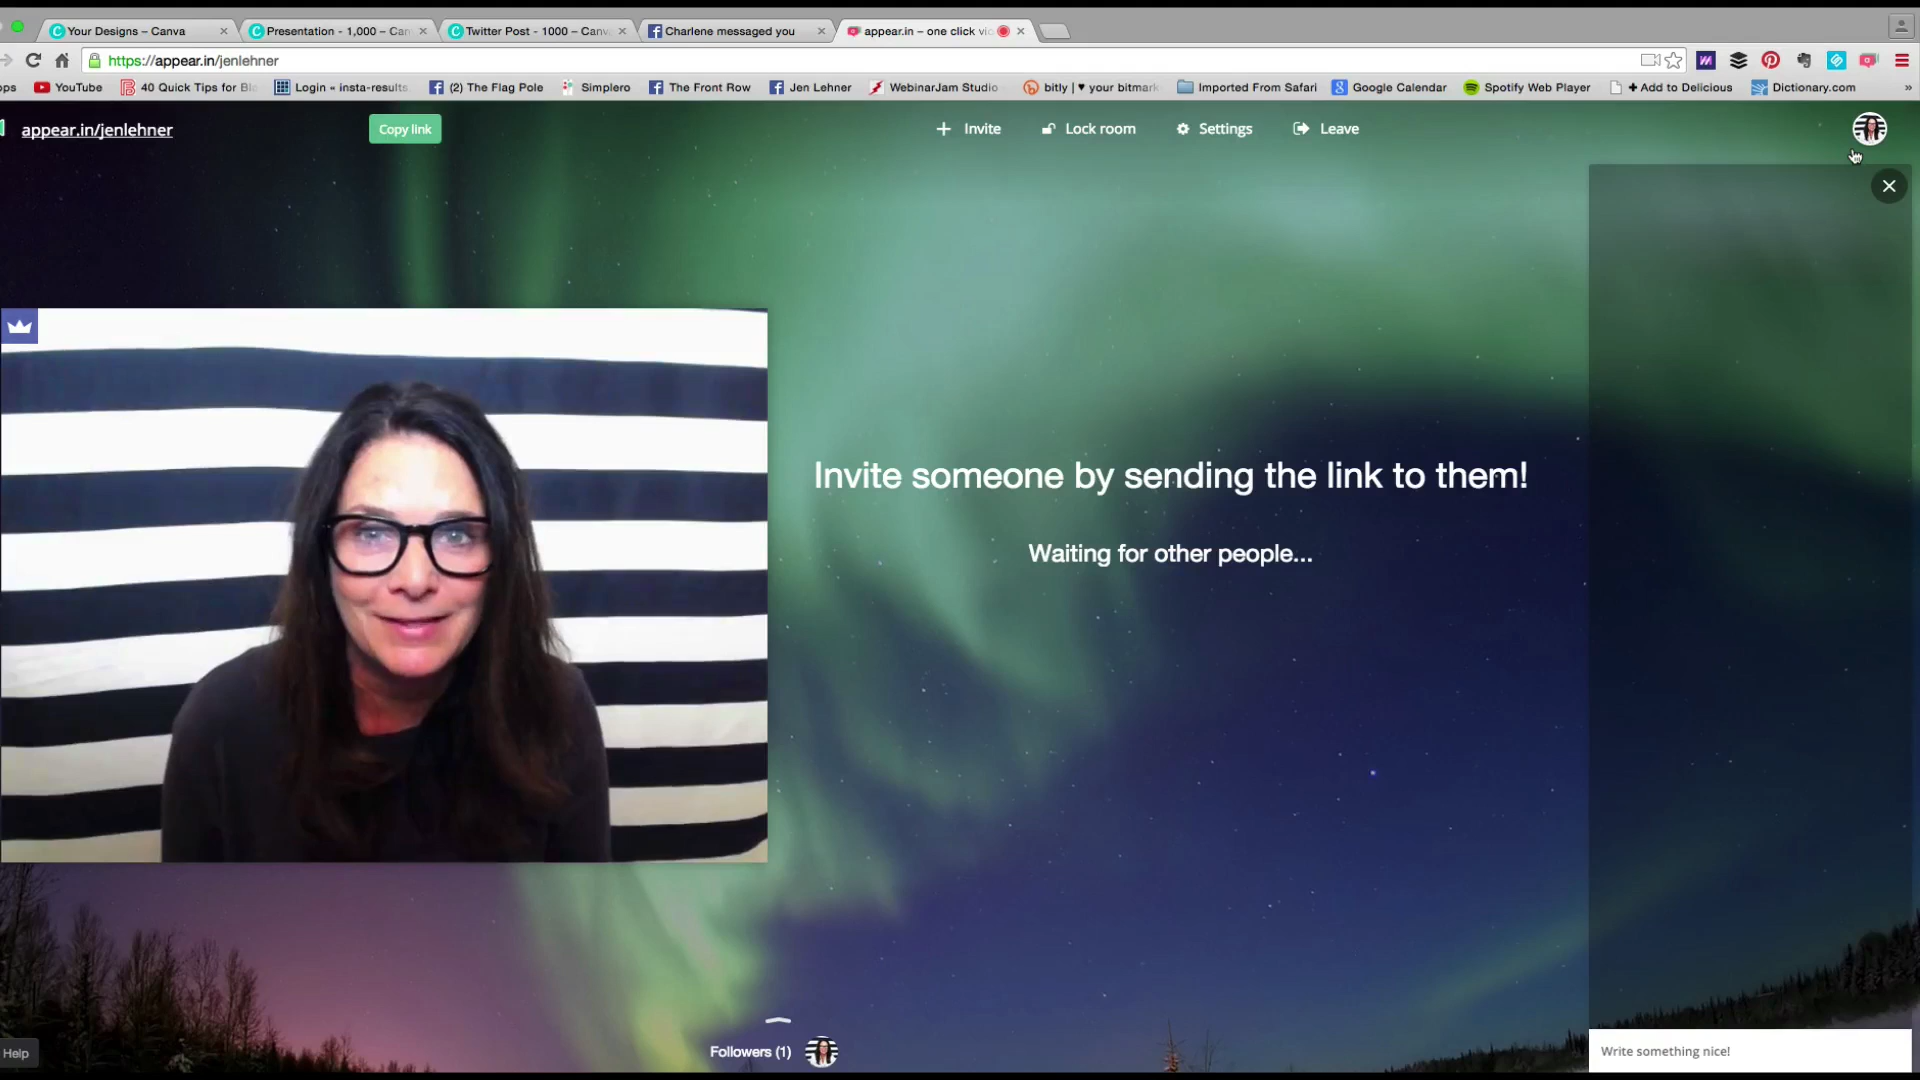 Your Designs – Canva
Presentation - 1,000 – Can
Twitter Post - 1000 – Canv
Charlene messaged you
appear.in – one click vi
https://appear.in/jenlehner
ps
YouTube
40 Quick Tips for Bl
Login « insta-results.
(2) The Flag Pole
Simplero
The Front Row
Jen Lehner
WebinarJam Studio
bitly | ♥ your bitmark
Imported From Safari
Google Calendar
Spotify Web Player
+ Add to Delicious
Dictionary.com
»
appear.in/jenlehner
Copy link
Invite
Lock room
Settings
Leave
Invite someone by sending the link to them!
Waiting for other people...
Followers (1)
Help
Write something nice!